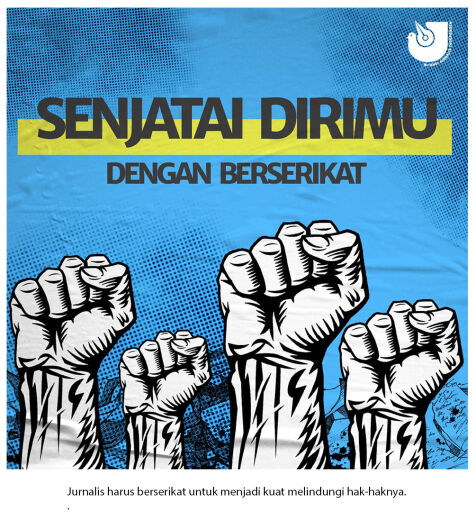 SENJATAI DIRIMU
DENGAN BERSERIKAT
Jurnalis harus berserikat untuk menjadi kuat melindungi hak-haknya.
.